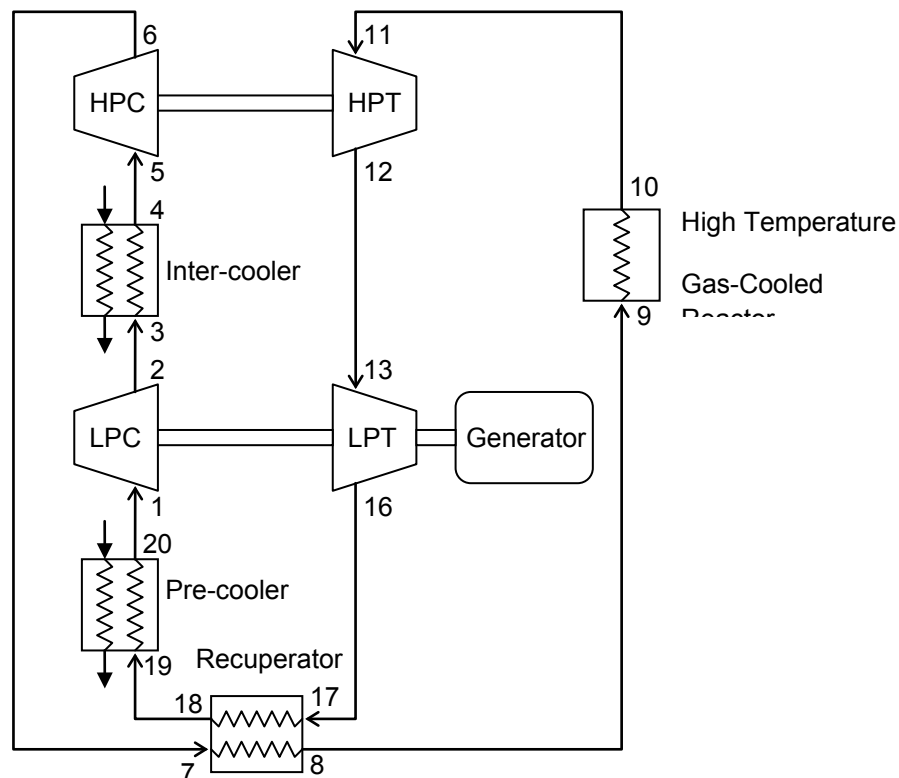 6
11
HPC
HPT
5
12
4
10
High Temperature
Inter-cooler
Gas-Cooled
3
9
2
13
LPC
LPT
Generator
1
16
20
Pre-cooler
19
Recuperator
18
17
7
8